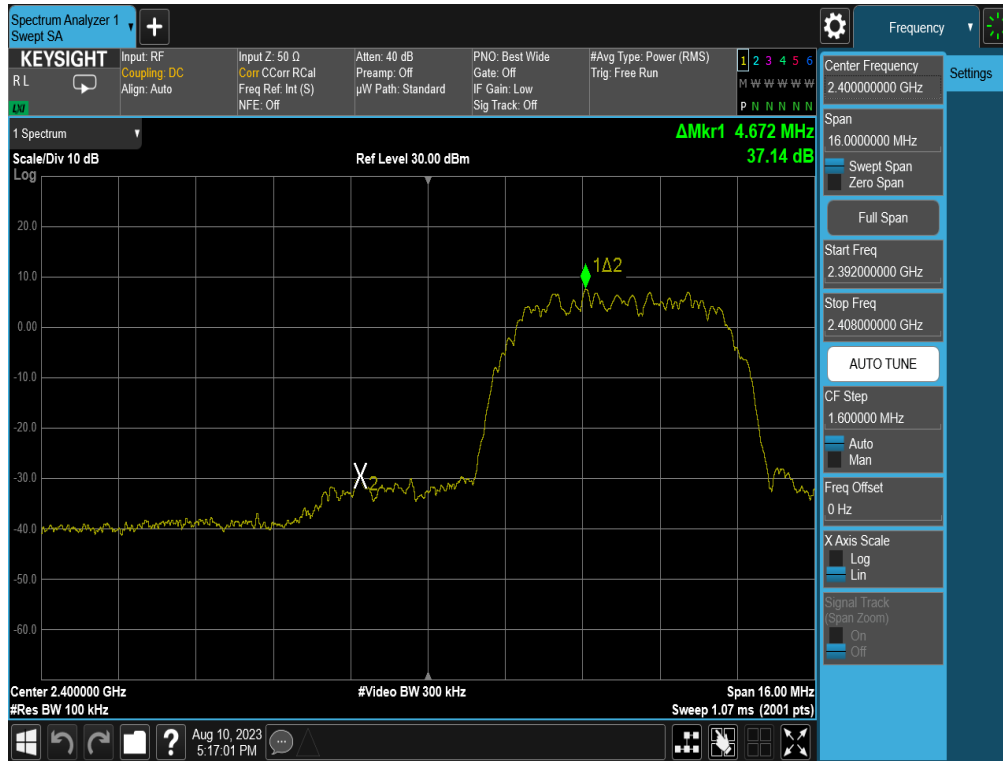 Spectrum Analyzer 1
Swept SA
Frequency
KEYSIGHT
R L
LXI
Input: RF
Coupling: DC
Align: Auto
Input Z: 50 Ω
Corr CCorr RCal
Freq Ref: Int (S)
NFE: Off
Atten: 40 dB
Preamp: Off
µW Path: Standard
PNO: Best Wide
Gate: Off
IF Gain: Low
Sig Track: Off
#Avg Type: Power (RMS)
Trig: Free Run
1 2 3 4 5 6
M W W W W W
P N N N N N
Center Frequency
2.400000000 GHz
Settings
Span
16.0000000 MHz
Swept Span
Zero Span
Full Span
Start Freq
2.392000000 GHz
Stop Freq
2.408000000 GHz
AUTO TUNE
CF Step
1.600000 MHz
Auto
Man
Freq Offset
0 Hz
X Axis Scale
Log
Lin
Signal Track
(Span Zoom)
On
Off
1 Spectrum
ΔMkr1 4.672 MHz
37.14 dB
Scale/Div 10 dB
Ref Level 30.00 dBm
Log
20.0
10.0
0.00
-10.0
-20.0
-30.0
-40.0
-50.0
-60.0
1Δ2
X2
Center 2.400000 GHz
#Video BW 300 kHz
Span 16.00 MHz
#Res BW 100 kHz
Sweep 1.07 ms (2001 pts)
?
Aug 10, 2023
5:17:01 PM